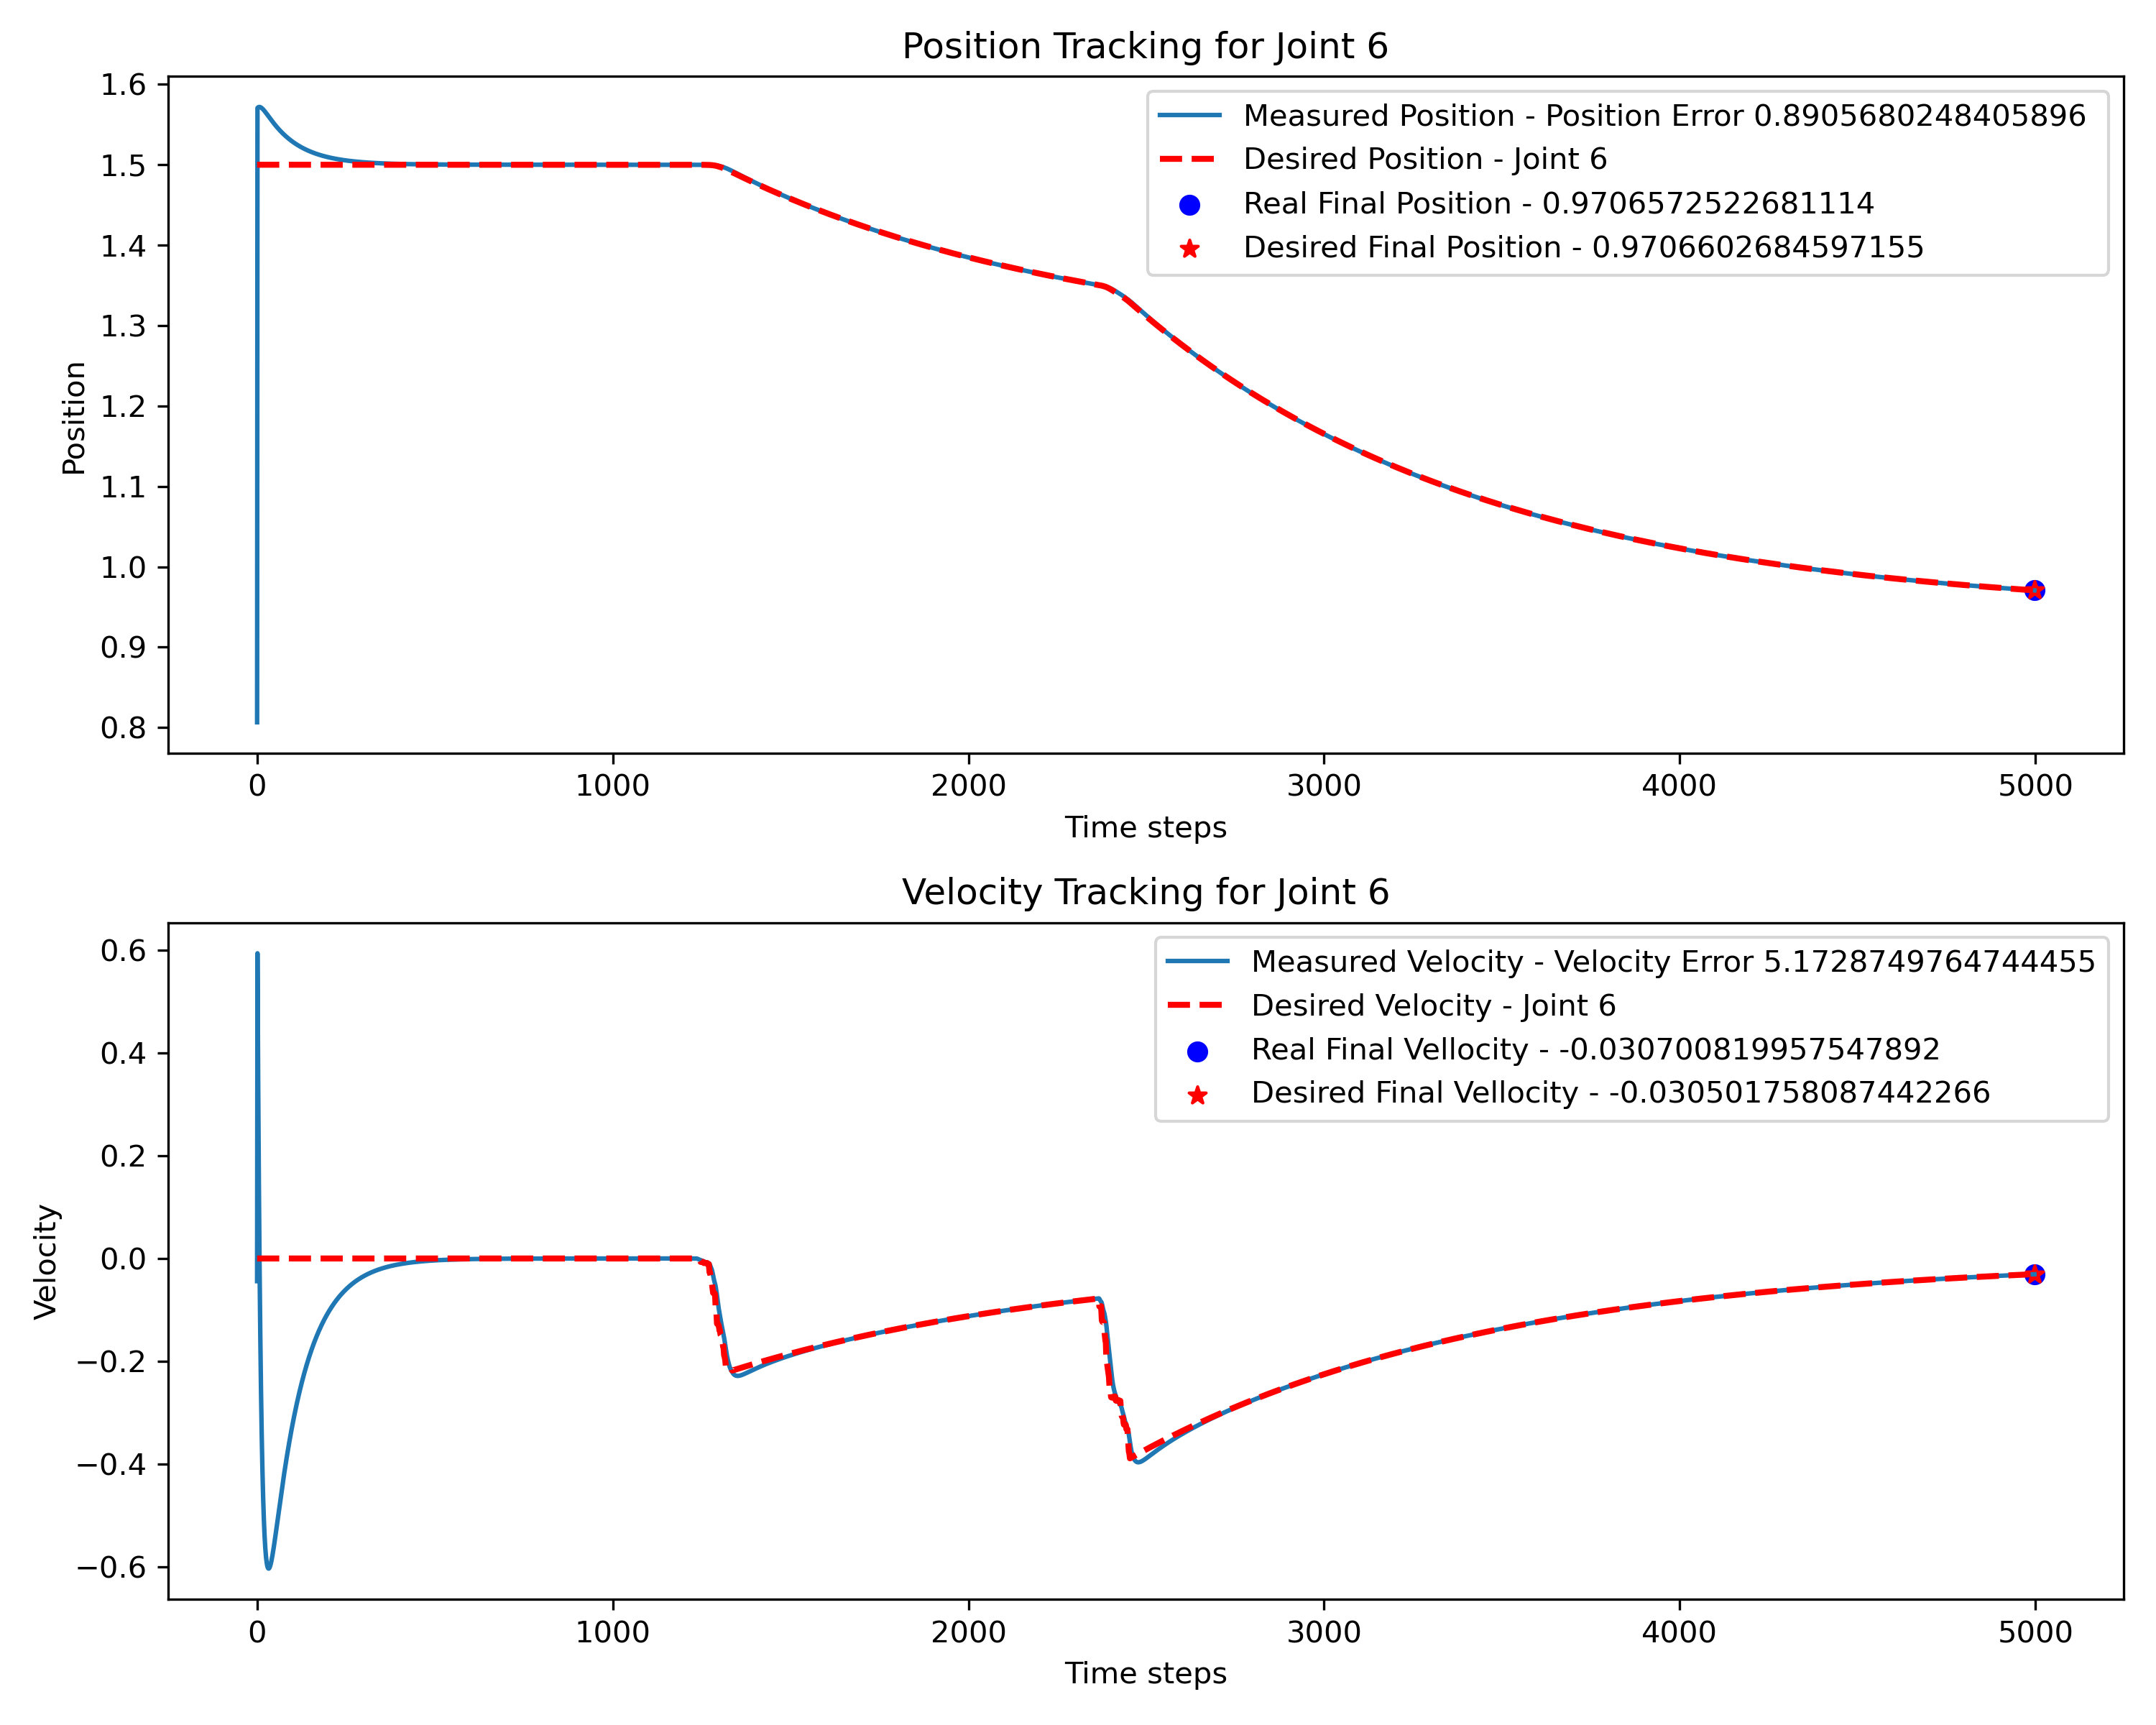 Position Tracking for Joint 6
1.6
1.5
1.4
1.3
1.2
1.1
1.0
0.9
0.8
Position
Measured Position - Position Error 0.8905680248405896
Desired Position - Joint 6
Real Final Position - 0.9706572522681114
Desired Final Position - 0.9706602684597155
0 1000 2000 3000 4000 5000
Time steps
Velocity Tracking for Joint 6
0.6
0.4
0.2
0.0
−0.2
−0.4
−0.6
Velocity
Measured Velocity - Velocity Error 5.1728749764744455
Desired Velocity - Joint 6
Real Final Vellocity - -0.030700819957547892
Desired Final Vellocity - -0.030501758087442266
0 1000 2000 3000 4000 5000
Time steps